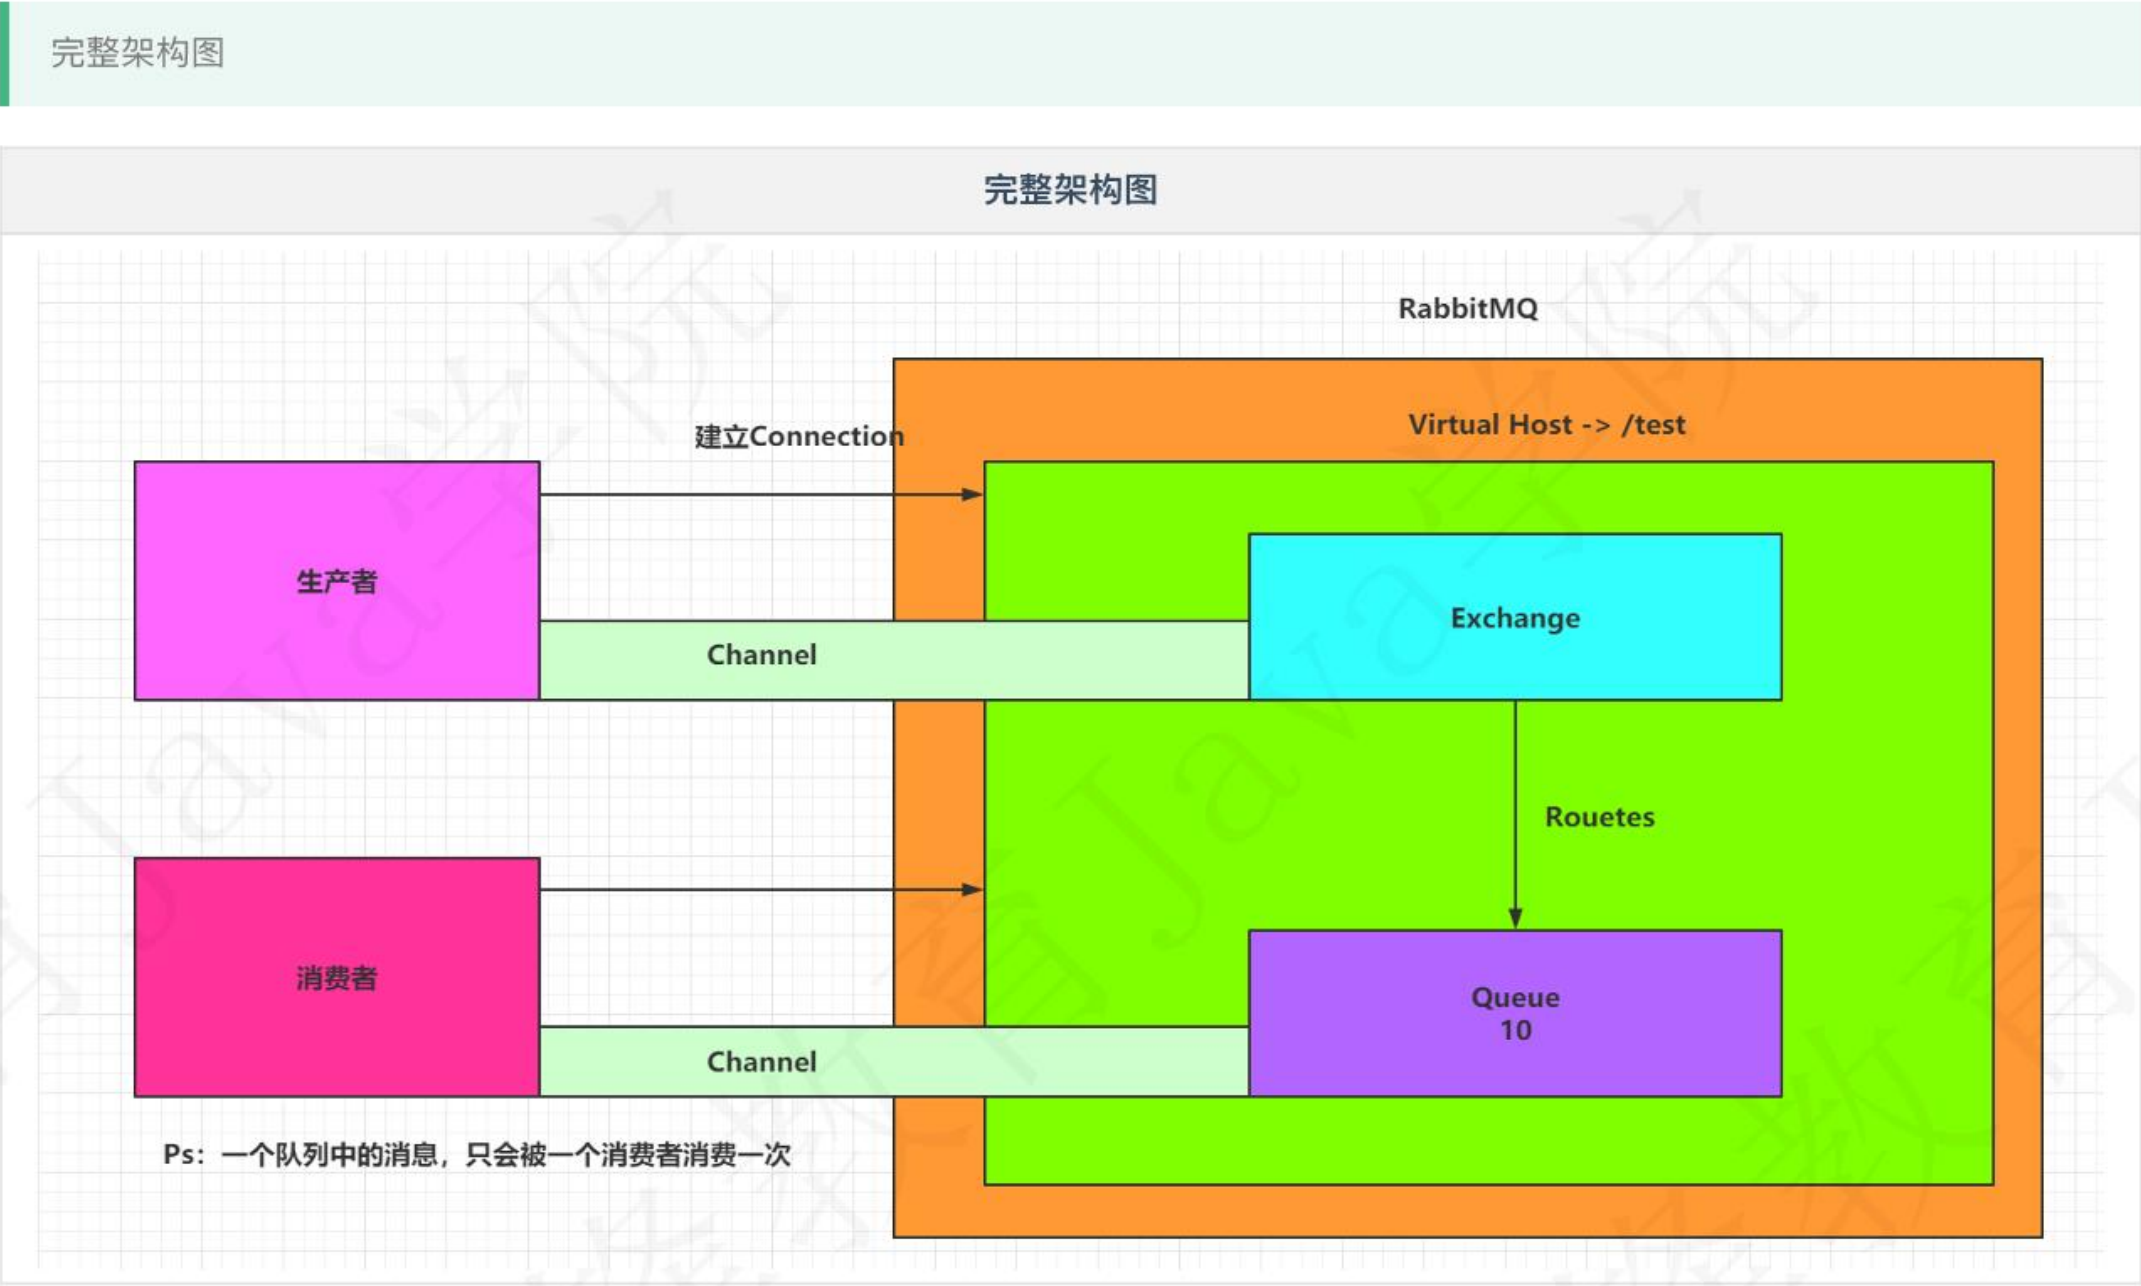 完整架构图
完整架构图
RabbitMQ
Virtual Host -> /test
建立Connection
生产者
Exchange
Channel
Rouetes
消费者
Queue
10
Channel
Ps：一个队列中的消息，只会被一个消费者消费一次